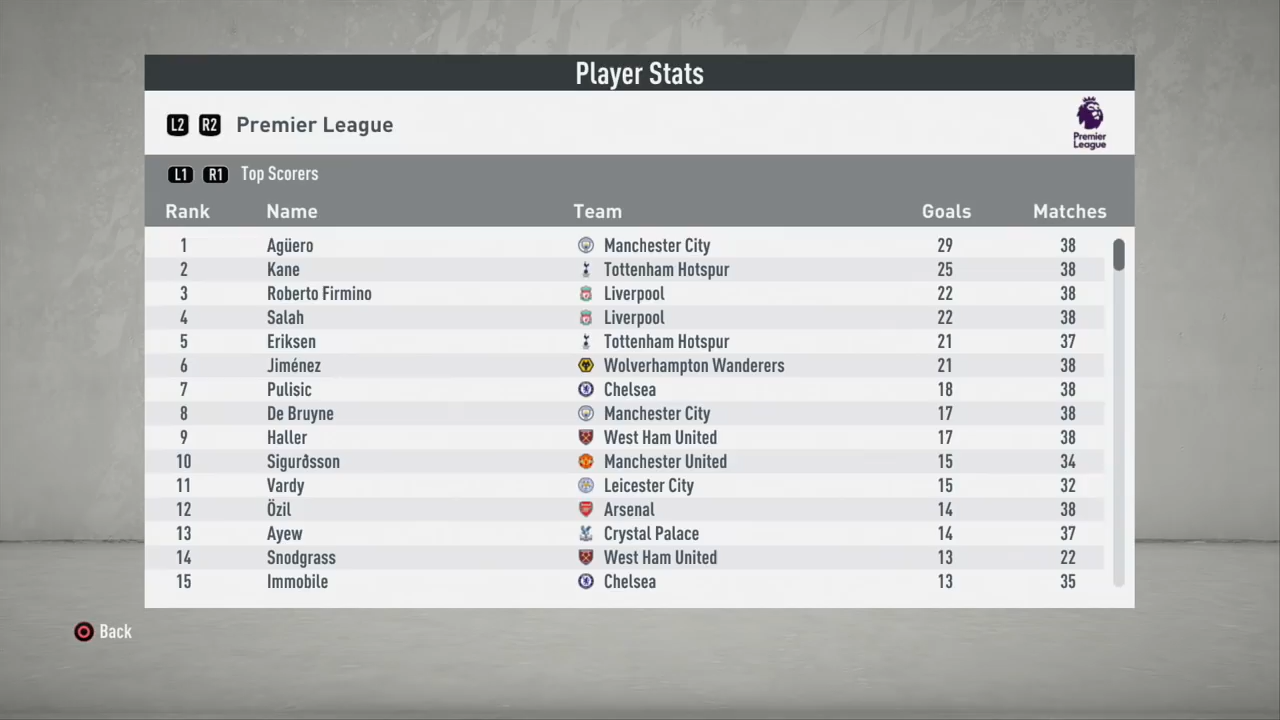 Player Stats
L2 R2 Premier League
Premier League
L1 R1 Top Scorers
Rank Name Team Goals Matches
1 Agüero Manchester City 29 38
2 Kane Tottenham Hotspur 25 38
3 Roberto Firmino Liverpool 22 38
4 Salah Liverpool 22 38
5 Eriksen Tottenham Hotspur 21 37
6 Jiménez Wolverhampton Wanderers 21 38
7 Pulisic Chelsea 18 38
8 De Bruyne Manchester City 17 38
9 Haller West Ham United 17 38
10 Sigurðsson Manchester United 15 34
11 Vardy Leicester City 15 32
12 Özil Arsenal 14 38
13 Ayew Crystal Palace 14 37
14 Snodgrass West Ham United 13 22
15 Immobile Chelsea 13 35
Back